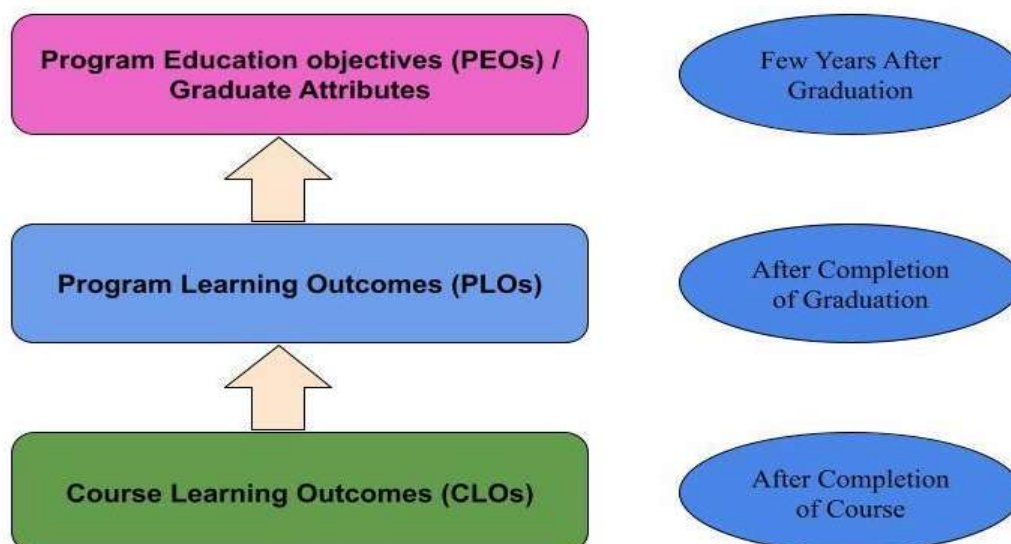 Program Education objectives (PEOs) /
Graduate Attributes
Few Years After
Graduation
Program Learning Outcomes (PLOs)
After Completion
of Graduation
Course Learning Outcomes (CLOs)
After Completion
of Course